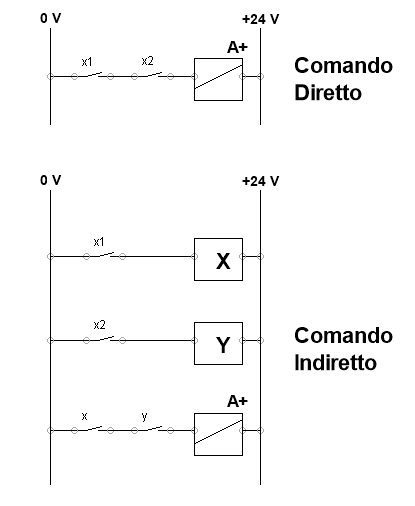 0 V +24 V
A+
x1 x2
Comando
Diretto
0 V +24 V
x1
X
x2
Y
Comando
Indiretto
A+
x y